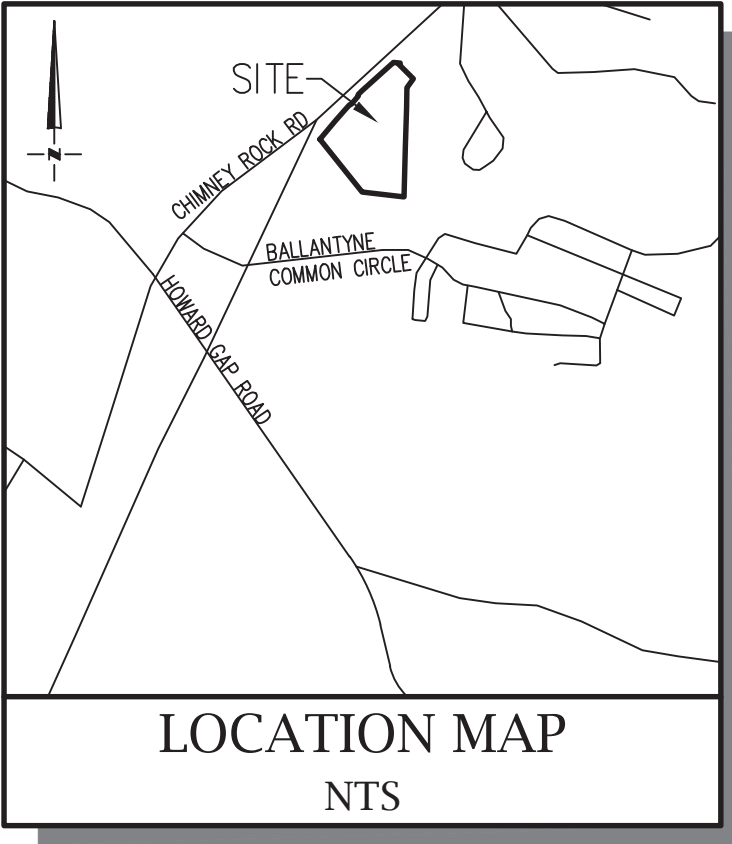 SITE
CHIMNEY ROCK RD
N
BALLANTYNE
COMMON CIRCLE
HOWARD GAP ROAD
LOCATION MAP
NTS